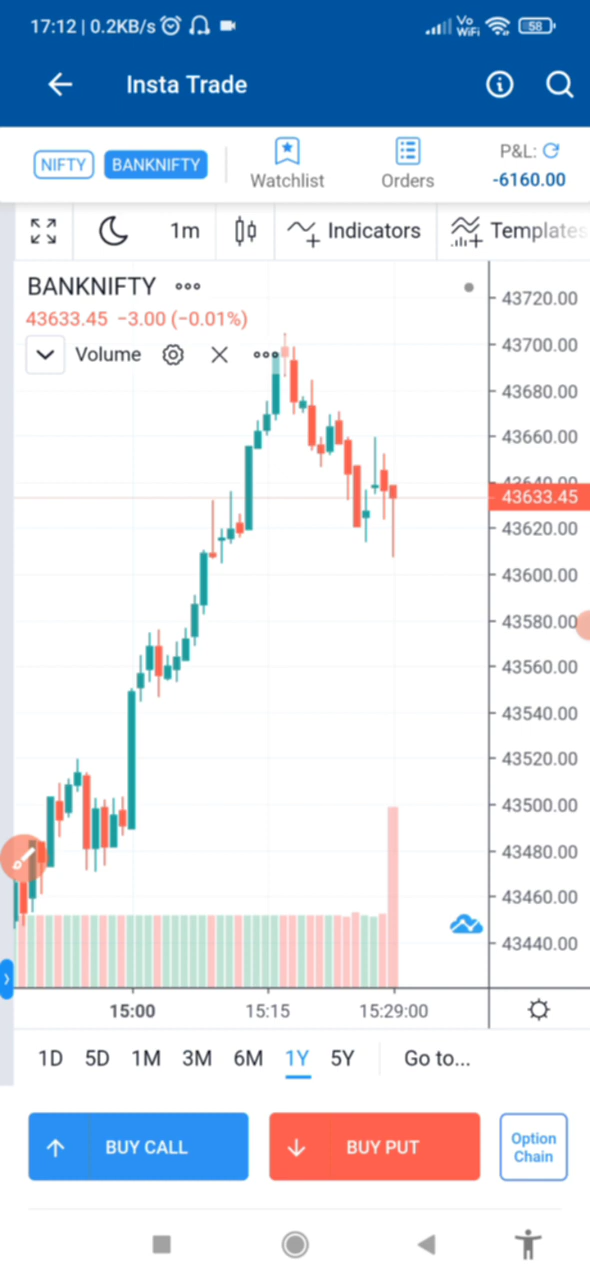 17:12 | 0.2KB/s
Vo WiFi
58
Insta Trade
NIFTY
BANKNIFTY
Watchlist
Orders
P&L:
-6160.00
1m
Indicators
Templates
BANKNIFTY
43633.45 −3.00 (−0.01%)
Volume
43720.00
43700.00
43680.00
43660.00
43640.00
43633.45
43620.00
43600.00
43580.00
43560.00
43540.00
43520.00
43500.00
43480.00
43460.00
43440.00
15:00
15:15
15:29:00
1D 5D 1M 3M 6M 1Y 5Y Go to...
BUY CALL
BUY PUT
Option
Chain